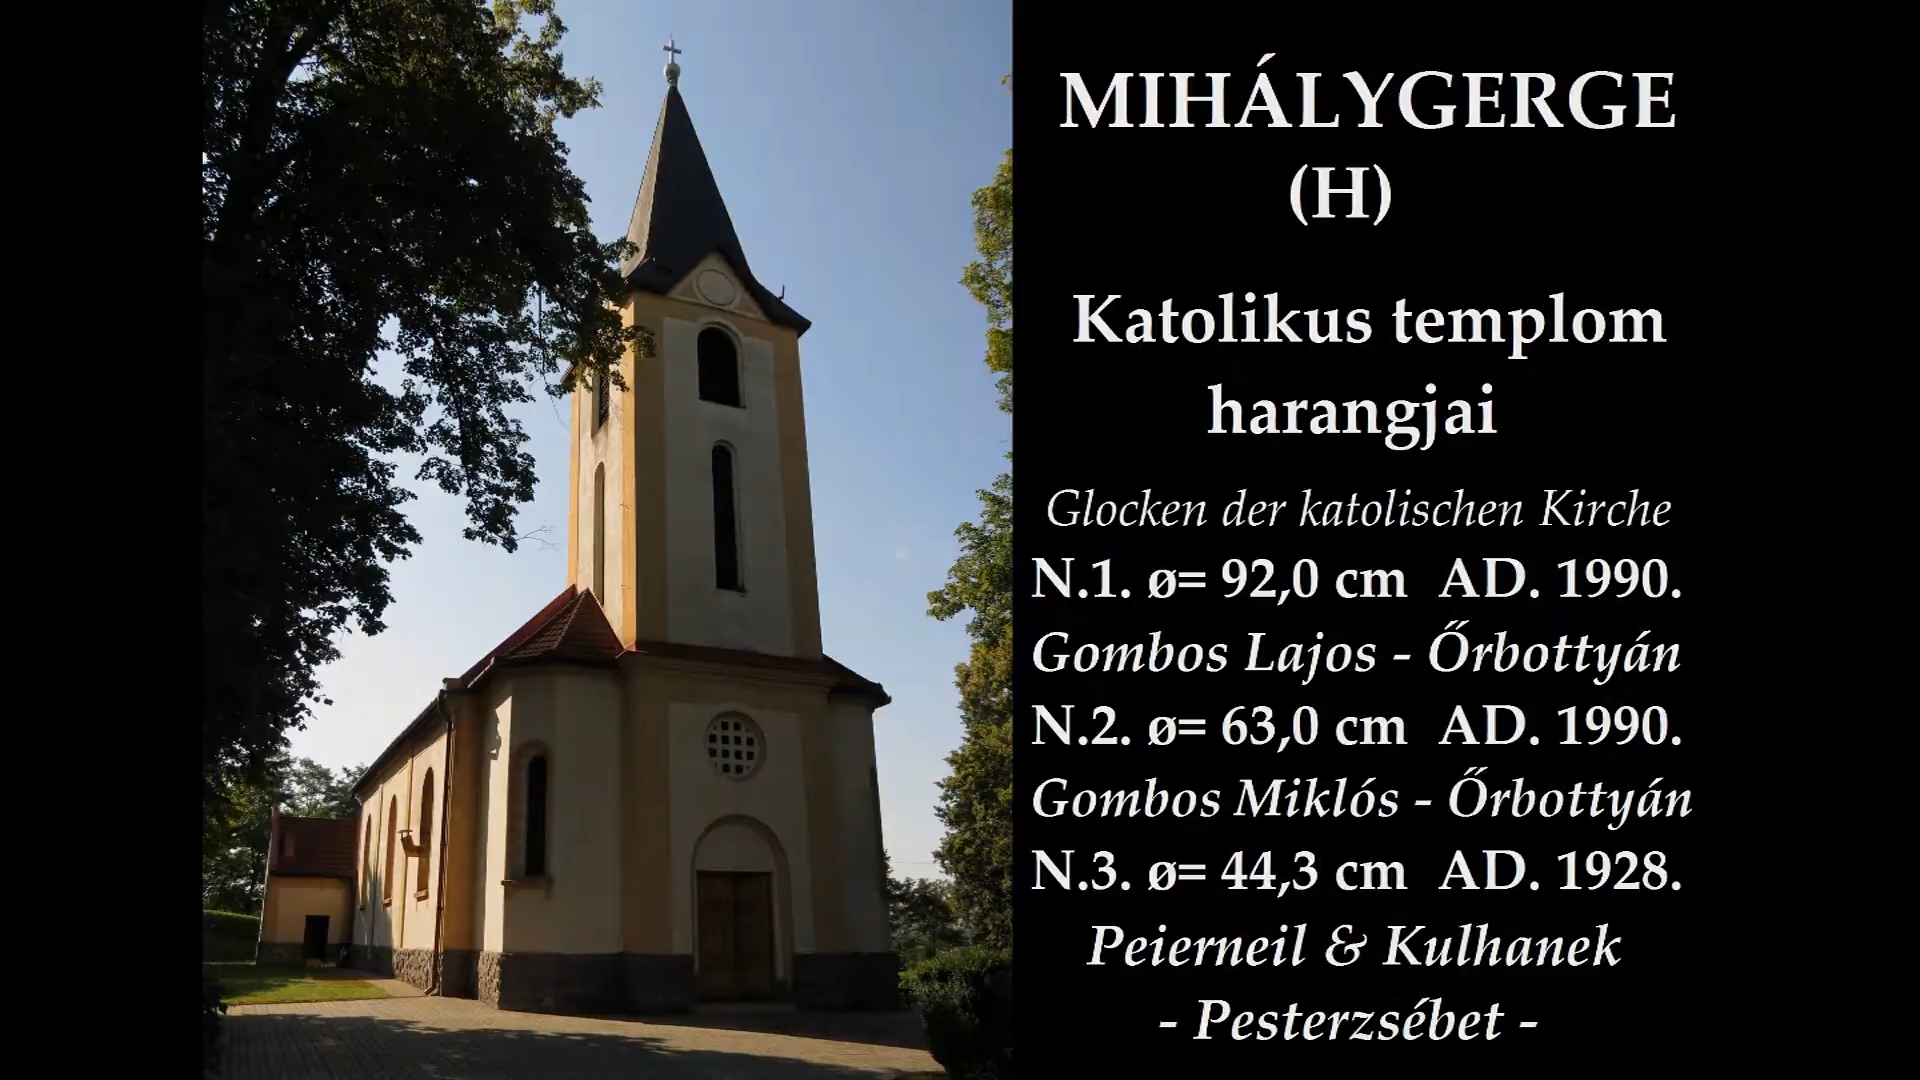 MIHÁLYGERGE
(H)
Katolikus templom
harangjai
Glocken der katolischen Kirche
N.1. ø= 92,0 cm AD. 1990.
Gombos Lajos - Őrbottyán
N.2. ø= 63,0 cm AD. 1990.
Gombos Miklós - Őrbottyán
N.3. ø= 44,3 cm AD. 1928.
Peierneil & Kulhanek
- Pesterzsébet -